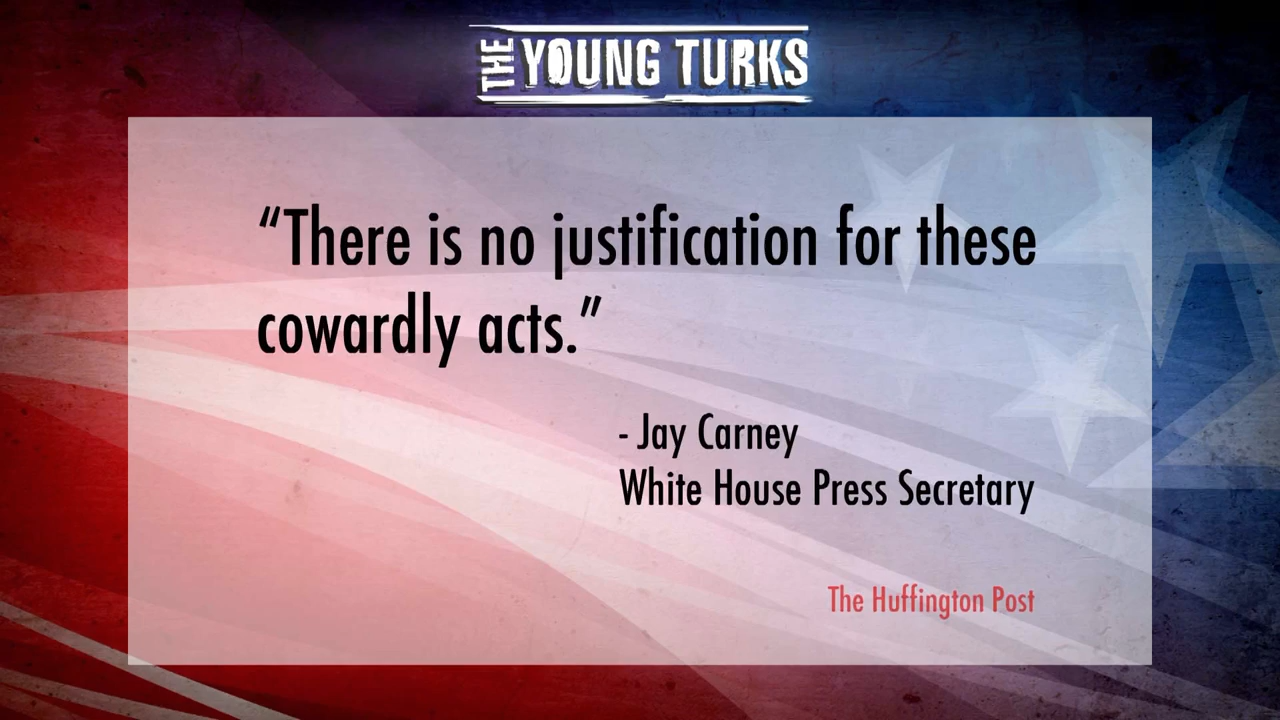 THE YOUNG TURKS
“There is no justification for these
cowardly acts.”
- Jay Carney
White House Press Secretary
The Huffington Post